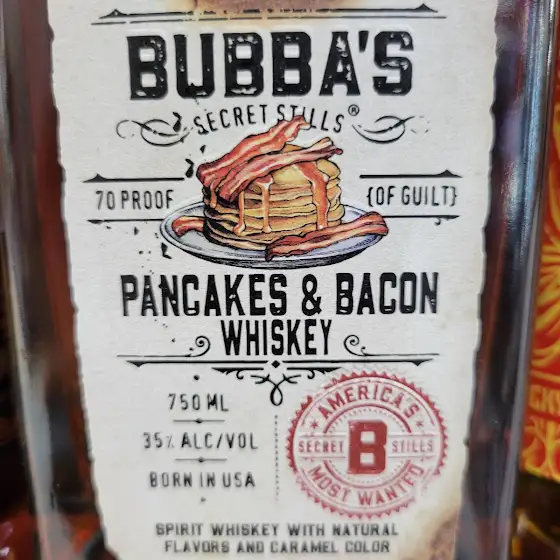 BUBBA'S
SECRET STILLS®
70 PROOF {OF GUILT}
PANCAKES & BACON
WHISKEY
750 ML
35% ALC/VOL
BORN IN USA
AMERICA'S
SECRET B STILLS
MOST WANTED
SPIRIT WHISKEY WITH NATURAL
FLAVORS AND CARAMEL COLOR